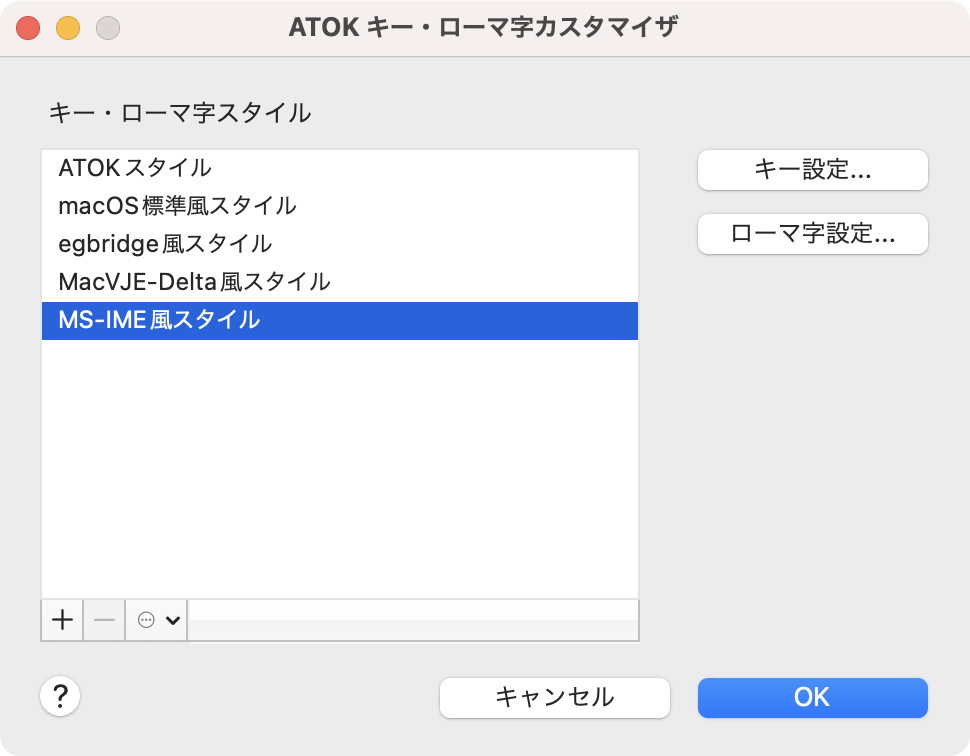 ATOK キー・ローマ字カスタマイザ
キー・ローマ字スタイル
ATOKスタイル
macOS標準風スタイル
egbridge風スタイル
MacVJE-Delta風スタイル
MS-IME風スタイル
キー設定...
ローマ字設定...
?
キャンセル
OK